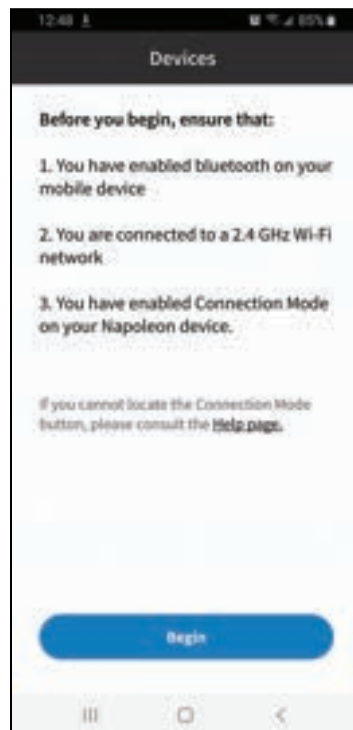 12:48
85%
Devices
Before you begin, ensure that:
1. You have enabled bluetooth on your
mobile device
2. You are connected to a 2.4 GHz Wi-Fi
network
3. You have enabled Connection Mode
on your Napoleon device.
If you cannot locate the Connection Mode
button, please consult the Help page.
Begin